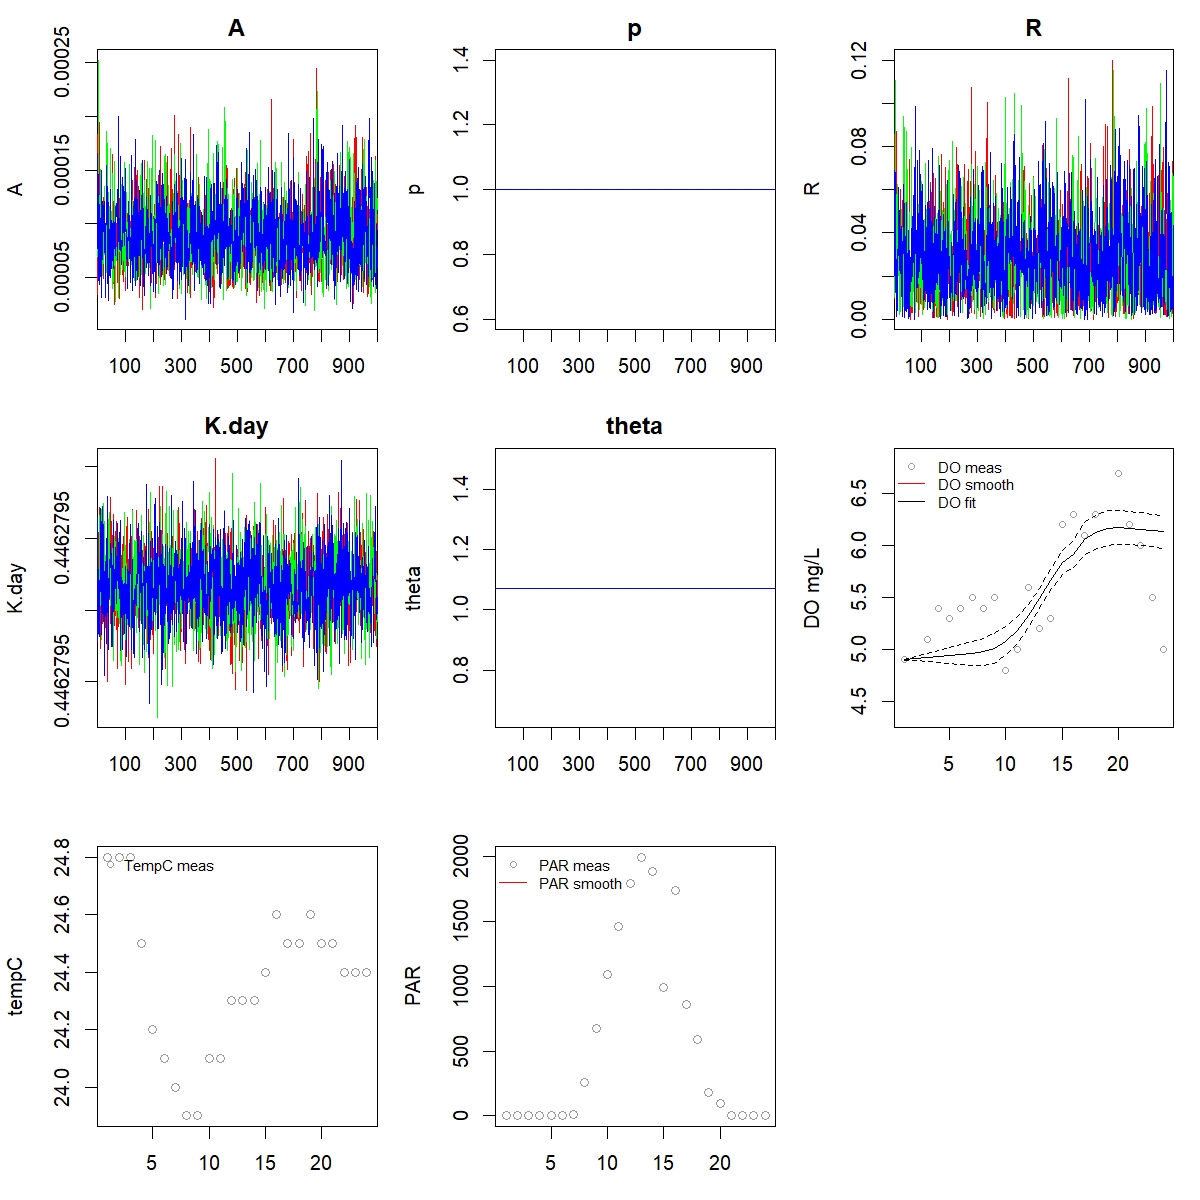 A
p
R
0.00025
0.00015
0.00005
A
100 300 500 700 900
1.4
1.2
1.0
0.8
0.6
p
100 300 500 700 900
0.12
0.08
0.04
0.00
R
100 300 500 700 900
K.day
theta
0.4462795
0.4462795
K.day
100 300 500 700 900
1.4
1.2
1.0
0.8
theta
100 300 500 700 900
DO meas
DO smooth
DO fit
6.5
6.0
5.5
5.0
4.5
DO mg/L
5 10 15 20
TempC meas
24.8
24.6
24.4
24.2
24.0
tempC
5 10 15 20
PAR meas
PAR smooth
2000
1500
1000
500
0
PAR
5 10 15 20